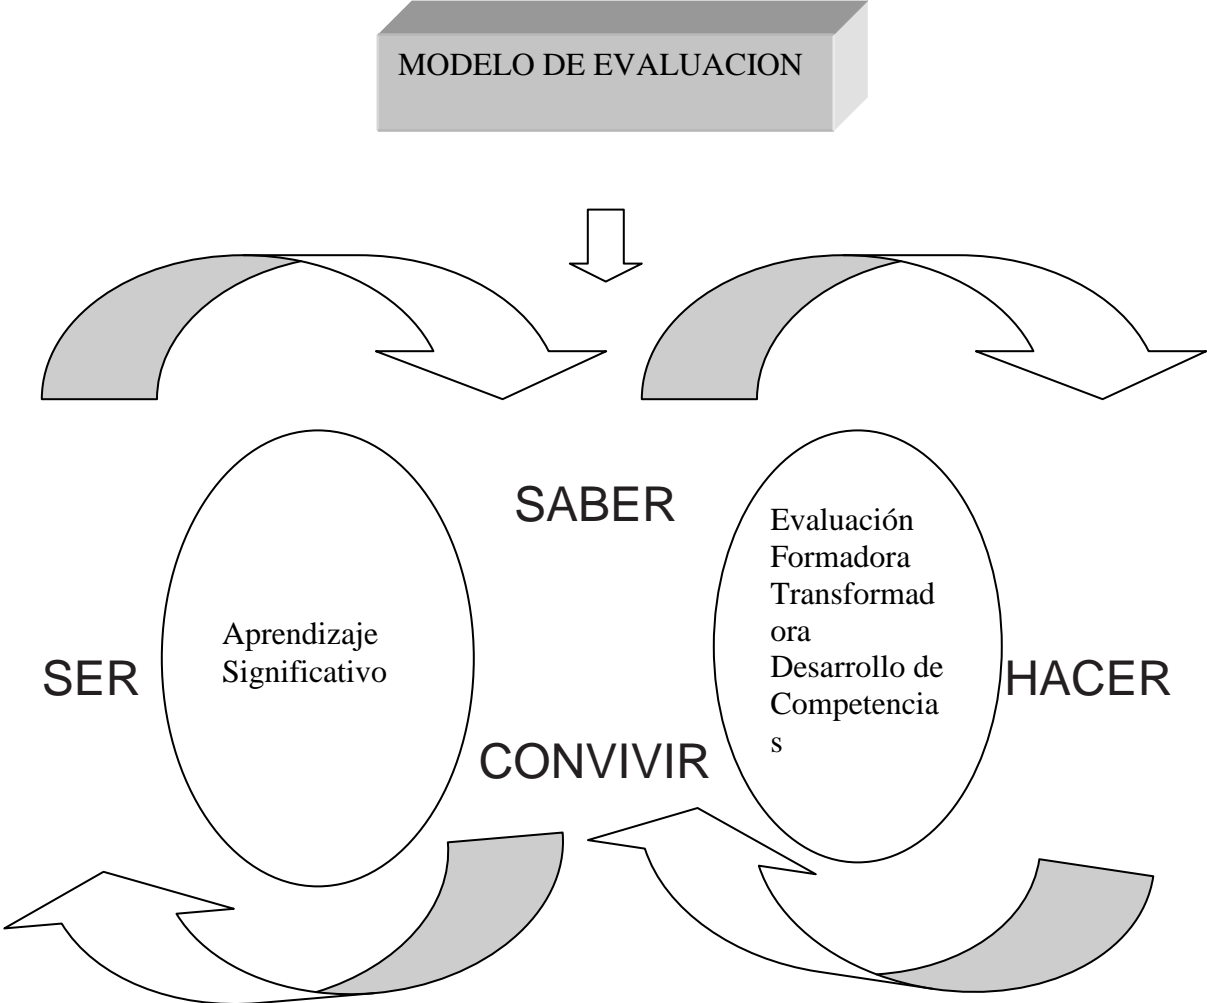 MODELO DE EVALUACION
SABER
Evaluación
Formadora
Transformad
ora
Desarrollo de
Competencia
s
Aprendizaje
Significativo
SER
HACER
CONVIVIR